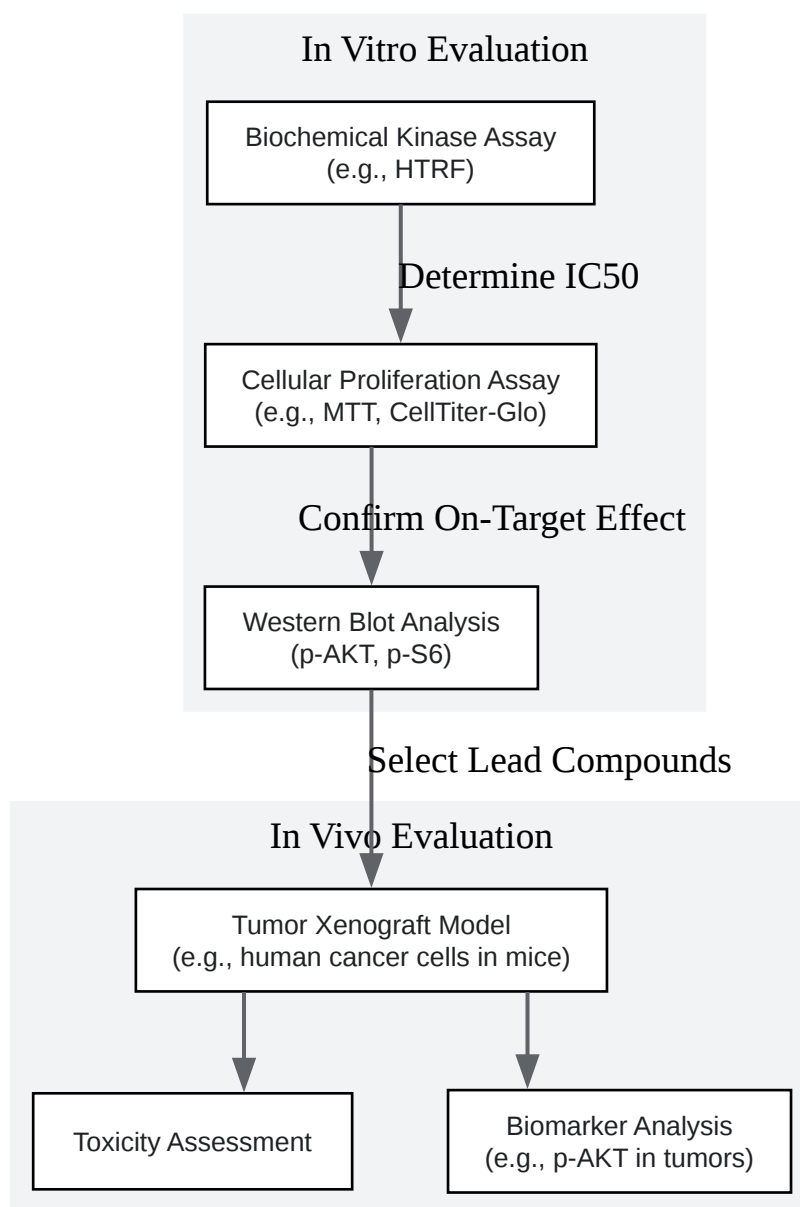 In Vitro Evaluation
Biochemical Kinase Assay
(e.g., HTRF)
Determine IC50
Cellular Proliferation Assay
(e.g., MTT, CellTiter-Glo)
Confirm On-Target Effect
Western Blot Analysis
(p-AKT, p-S6)
Select Lead Compounds
In Vivo Evaluation
Tumor Xenograft Model
(e.g., human cancer cells in mice)
Toxicity Assessment
Biomarker Analysis
(e.g., p-AKT in tumors)